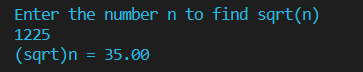 Enter the number n to find sqrt(n)
1225
(sqrt)n = 35.00